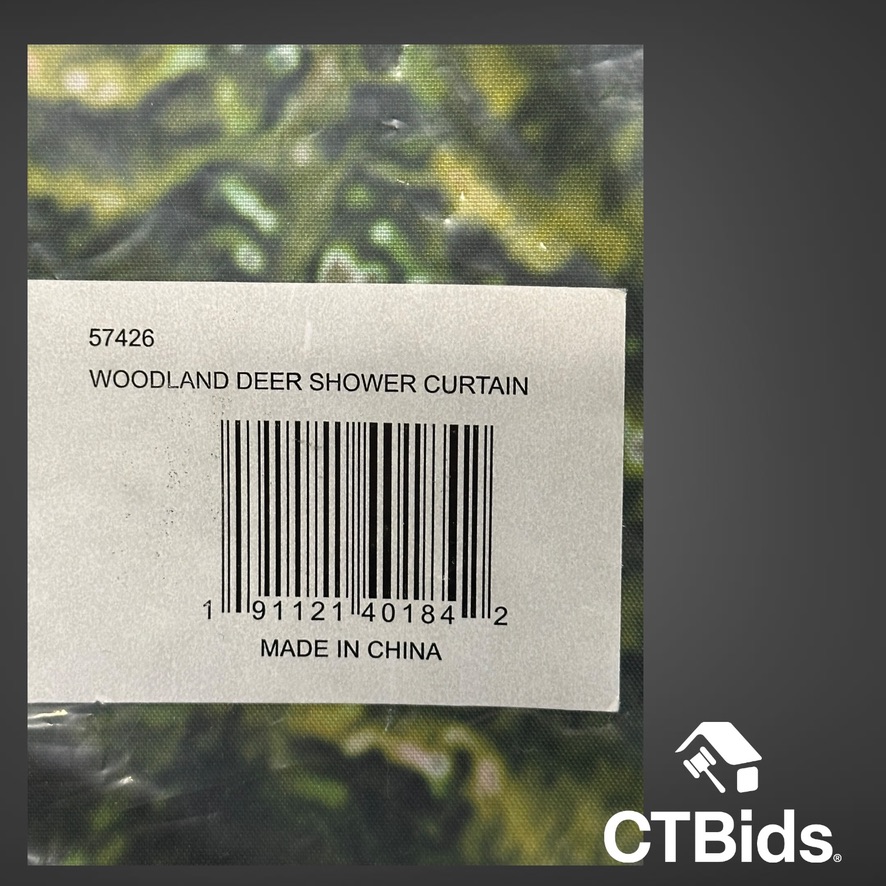 57426
WOODLAND DEER SHOWER CURTAIN
1 91121 40184 2
MADE IN CHINA
CTBids®